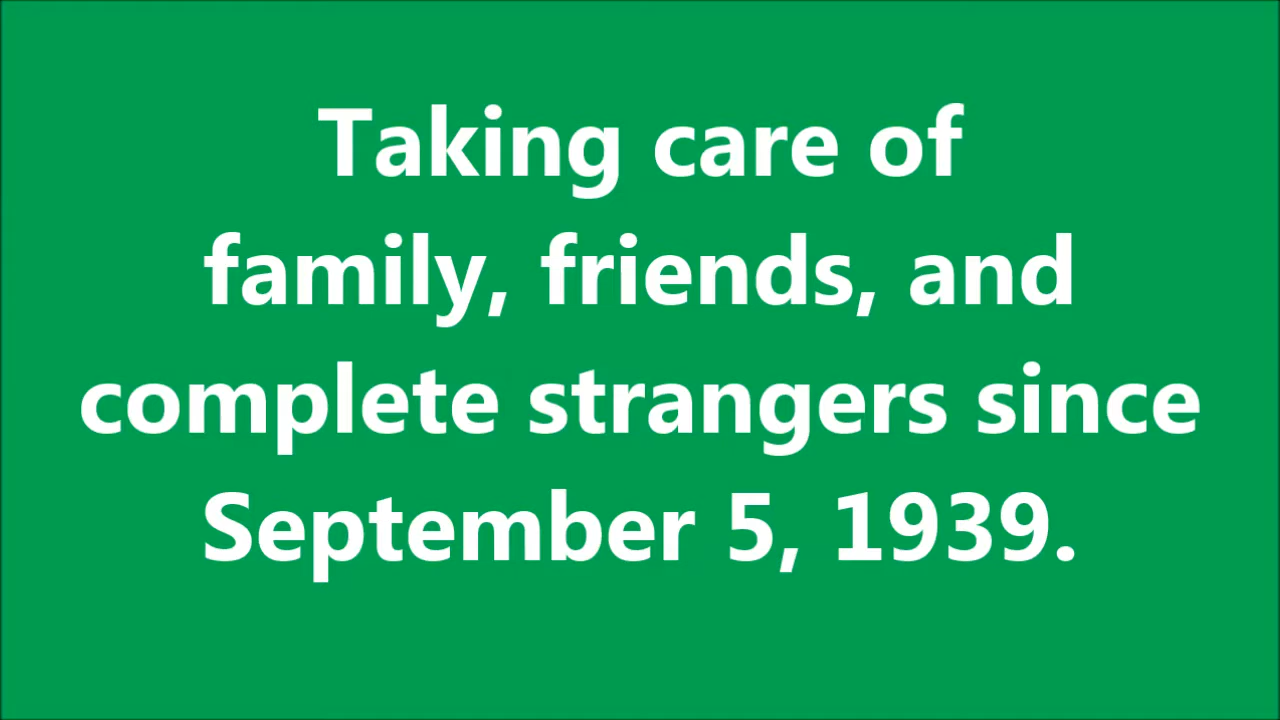 Taking care of
family, friends, and
complete strangers since
September 5, 1939.